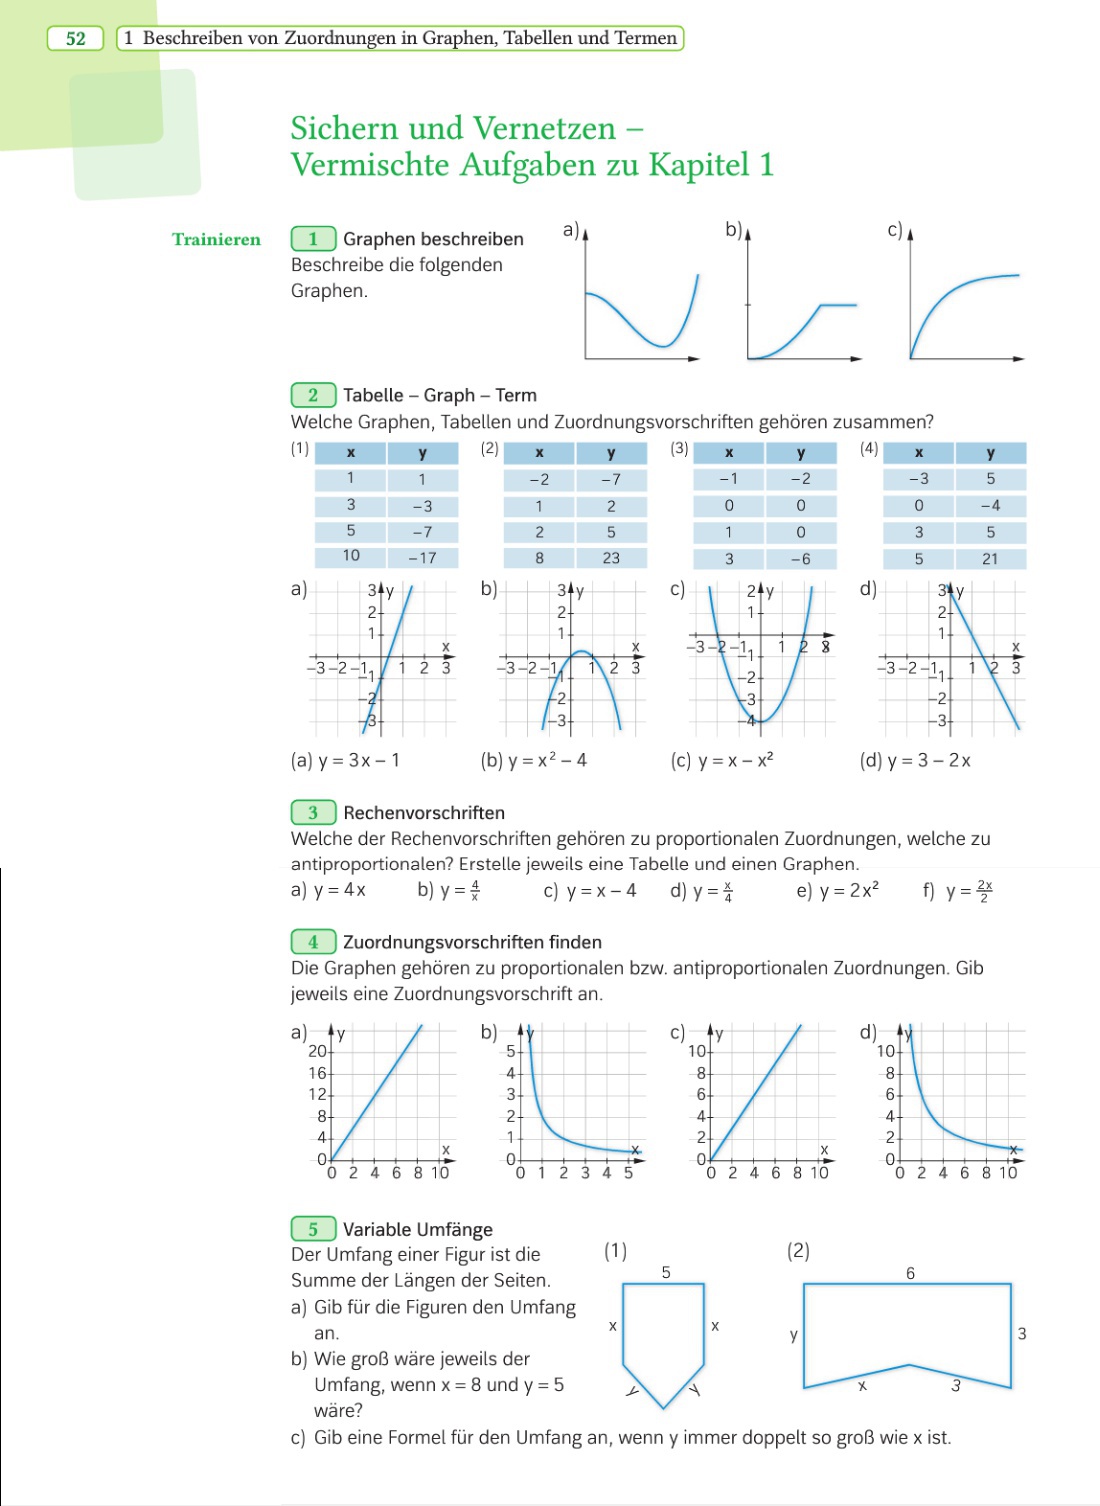 52 1 Beschreiben von Zuordnungen in Graphen, Tabellen und Termen
Sichern und Vernetzen –
Vermischte Aufgaben zu Kapitel 1
Trainieren
1 Graphen beschreiben
Beschreibe die folgenden
Graphen.
a) b) c)
2 Tabelle – Graph – Term
Welche Graphen, Tabellen und Zuordnungsvorschriften gehören zusammen?
(1) x y (2) x y (3) x y (4) x y
1 1 −2 −7 −1 −2 −3 5
3 −3 1 2 0 0 0 −4
5 −7 2 5 1 0 3 5
10 −17 8 23 3 −6 5 21
a) 3 y b) 3 y c) 2 y d) 3 y
2 2 1 2
1 x 1 x x 1 x
−3 −2 −1 1 2 3 −3 −2 −1 1 2 3 −3 −2 −1 1 2 3 −3 −2 −1 1 2 3
−1 −1 −1 −1
−2 −2 −2 −2
−3 −3 −3 −3
−4
(a) y = 3x − 1 (b) y = x² − 4 (c) y = x − x² (d) y = 3 − 2x
3 Rechenvorschriften
Welche der Rechenvorschriften gehören zu proportionalen Zuordnungen, welche zu
antiproportionalen? Erstelle jeweils eine Tabelle und einen Graphen.
a) y = 4x b) y = 4/x c) y = x − 4 d) y = x/4 e) y = 2x² f) y = 2x/2
4 Zuordnungsvorschriften finden
Die Graphen gehören zu proportionalen bzw. antiproportionalen Zuordnungen. Gib
jeweils eine Zuordnungsvorschrift an.
a) y b) y c) y d) y
20 5 10 10
16 4 8 8
12 3 6 6
8 2 4 4
4 x 1 x 2 x 2 x
0 0 0 0
0 2 4 6 8 10 0 1 2 3 4 5 0 2 4 6 8 10 0 2 4 6 8 10
5 Variable Umfänge
Der Umfang einer Figur ist die
Summe der Längen der Seiten.
a) Gib für die Figuren den Umfang
an.
b) Wie groß wäre jeweils der
Umfang, wenn x = 8 und y = 5
wäre?
(1) 5 x x y y
(2) 6 y 3 x 3
c) Gib eine Formel für den Umfang an, wenn y immer doppelt so groß wie x ist.